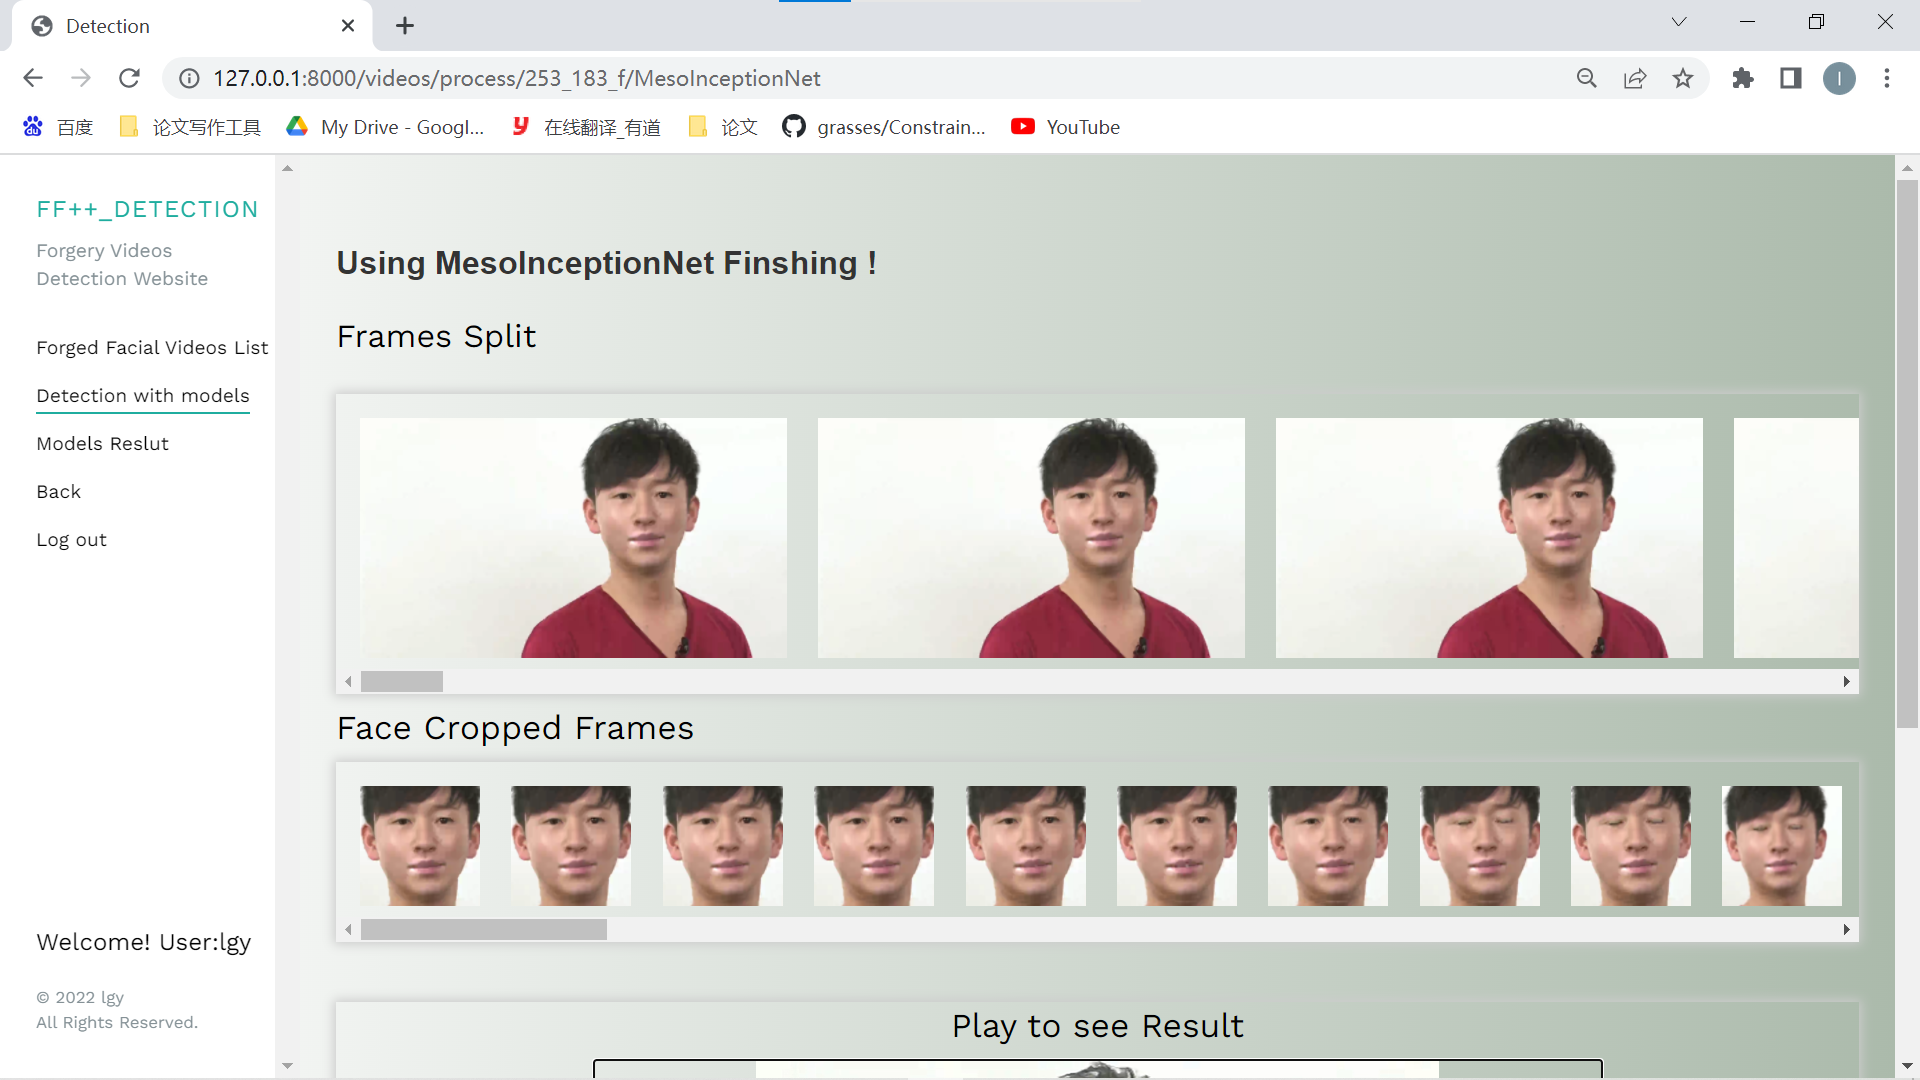 Detection
127.0.0.1:8000/videos/process/253_183_f/MesoInceptionNet
I
百度
论文写作工具
My Drive - Googl...
在线翻译_有道
论文
grasses/Constrain...
YouTube
FF++_DETECTION
Forgery Videos
Detection Website
Forged Facial Videos List
Detection with models
Models Reslut
Back
Log out
Welcome! User:lgy
© 2022 lgy
All Rights Reserved.
Using MesoInceptionNet Finshing !
Frames Split
Face Cropped Frames
Play to see Result